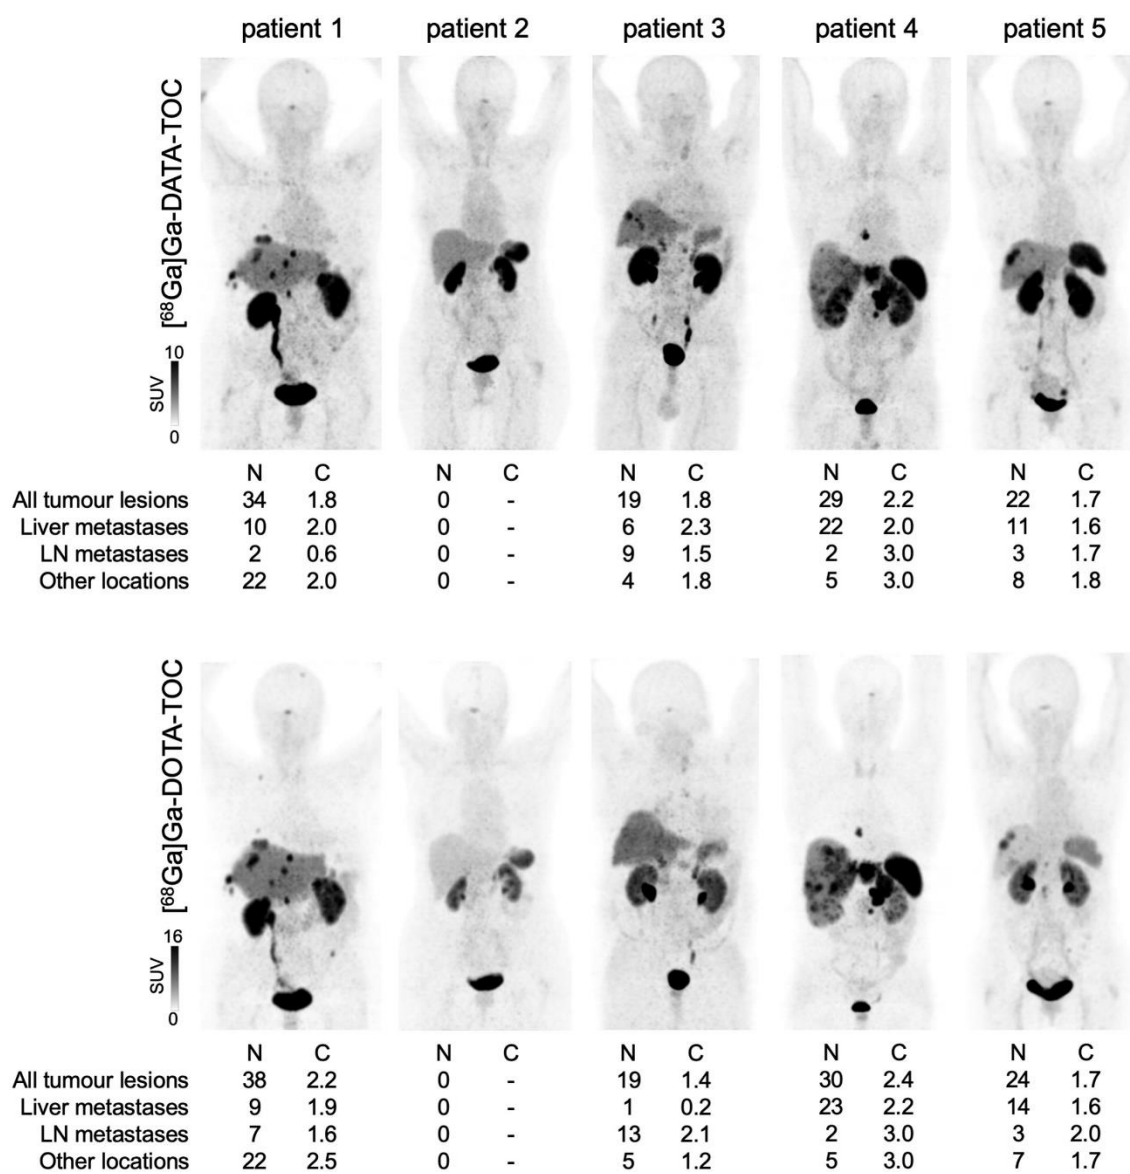 patient 1 patient 2 patient 3 patient 4 patient 5
[⁶⁸Ga]Ga-DATA-TOC
SUV
10
0
N C N C N C N C N C
All tumour lesions 34 1.8 0 - 19 1.8 29 2.2 22 1.7
Liver metastases 10 2.0 0 - 6 2.3 22 2.0 11 1.6
LN metastases 2 0.6 0 - 9 1.5 2 3.0 3 1.7
Other locations 22 2.0 0 - 4 1.8 5 3.0 8 1.8
[⁶⁸Ga]Ga-DOTA-TOC
SUV
16
0
N C N C N C N C N C
All tumour lesions 38 2.2 0 - 19 1.4 30 2.4 24 1.7
Liver metastases 9 1.9 0 - 1 0.2 23 2.2 14 1.6
LN metastases 7 1.6 0 - 13 2.1 2 3.0 3 2.0
Other locations 22 2.5 0 - 5 1.2 5 3.0 7 1.7